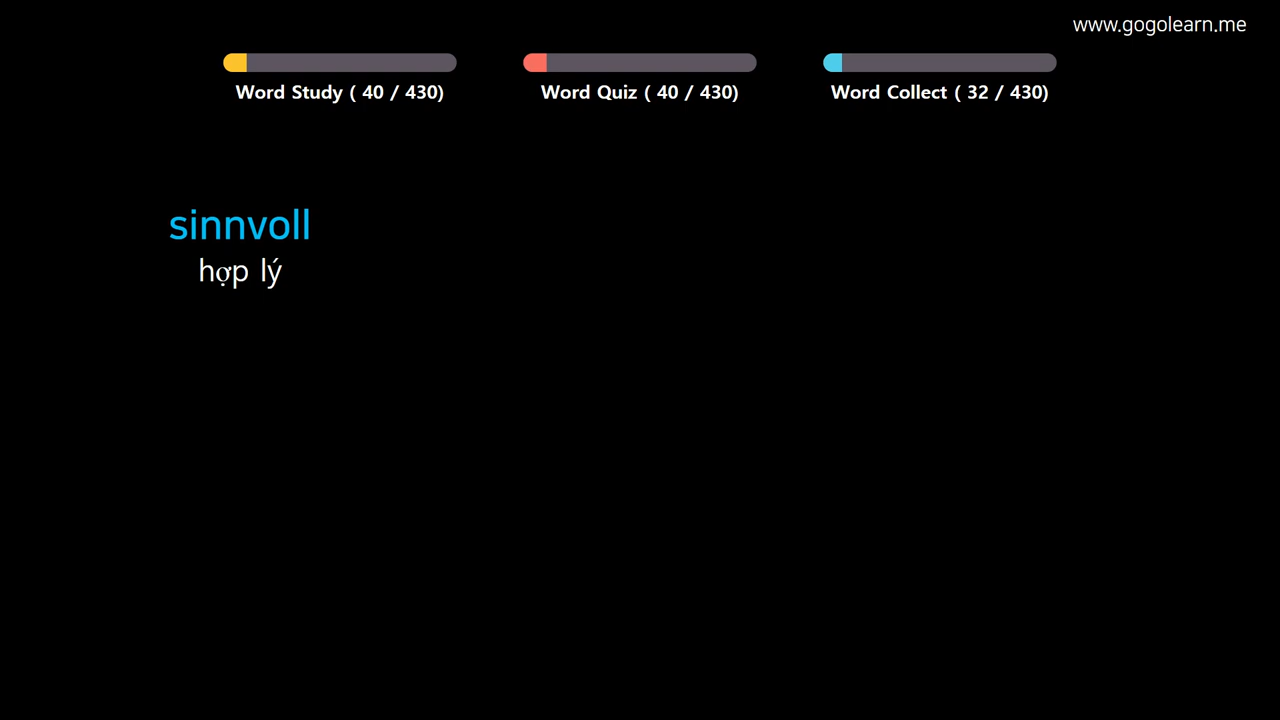 www.gogolearn.me
Word Study ( 40 / 430)
Word Quiz ( 40 / 430)
Word Collect ( 32 / 430)
sinnvoll
hợp lý